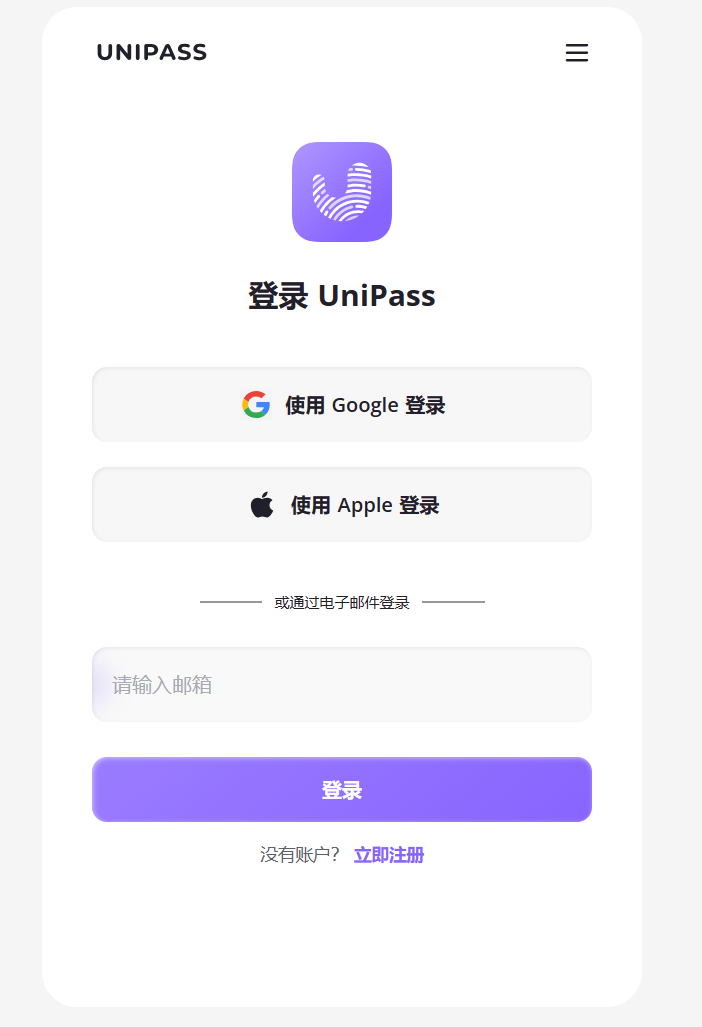 UNIPASS
登录 UniPass
使用 Google 登录
使用 Apple 登录
或通过电子邮件登录
请输入邮箱
登录
没有账户? 立即注册